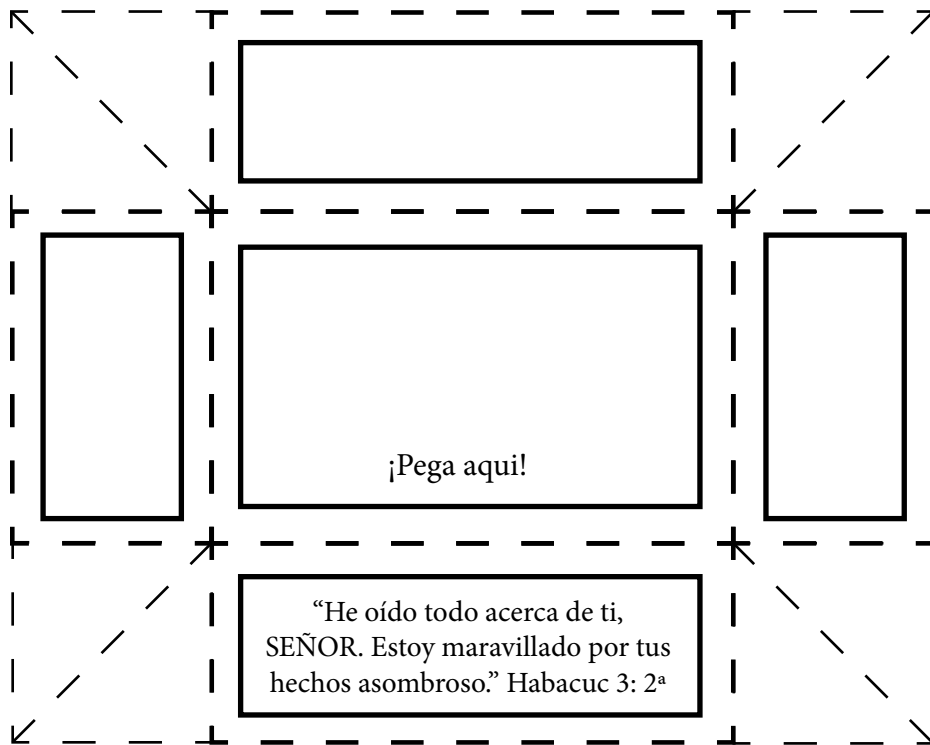 ¡Pega aqui!
“He oído todo acerca de ti,
SEÑOR. Estoy maravillado por tus
hechos asombroso.” Habacuc 3: 2ª